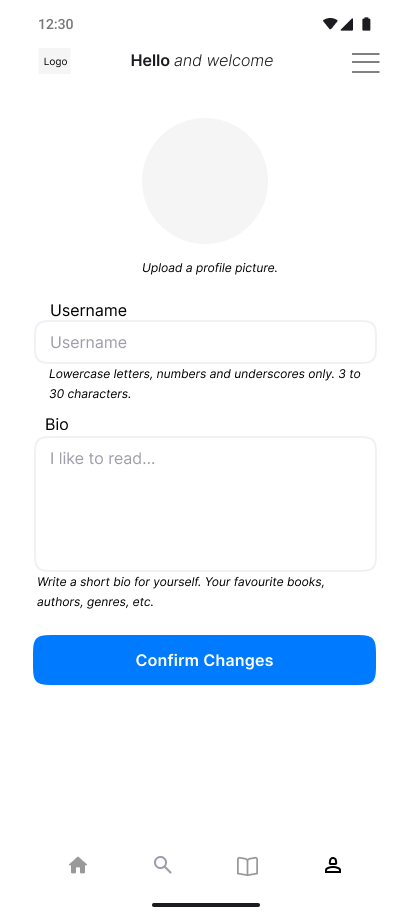 12:30
Logo
Hello and welcome
Upload a profile picture.
Username
Username
Lowercase letters, numbers and underscores only. 3 to
30 characters.
Bio
I like to read...
Write a short bio for yourself. Your favourite books,
authors, genres, etc.
Confirm Changes